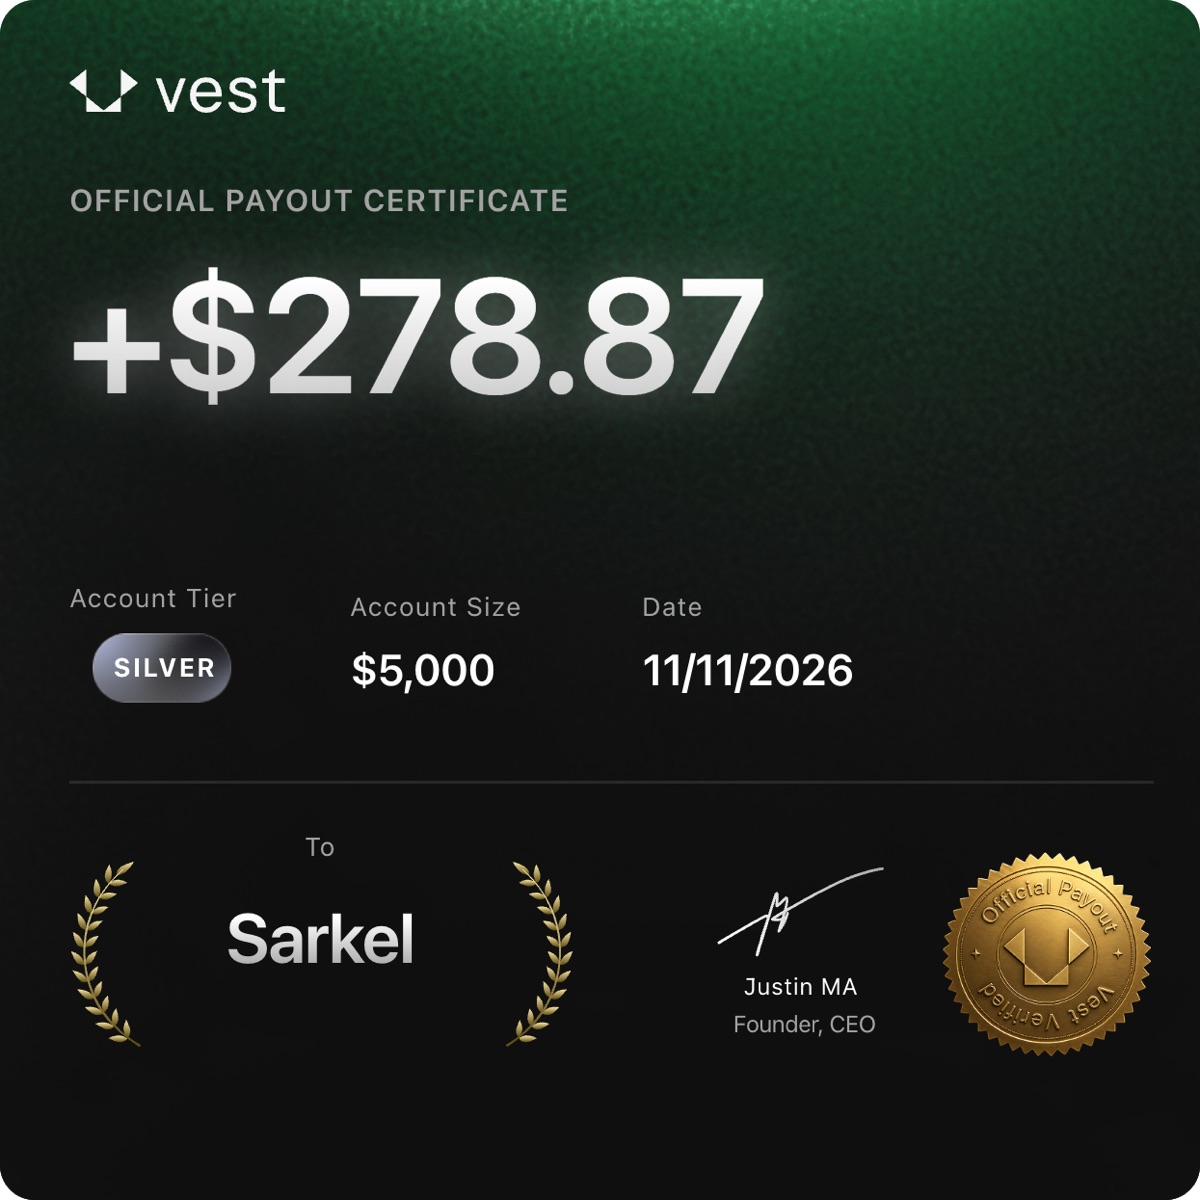 vest
OFFICIAL PAYOUT CERTIFICATE
+$278.87
Account Tier
SILVER
Account Size
$5,000
Date
11/11/2026
To
Sarkel
Justin MA
Founder, CEO
Official Payout
Vest Verified